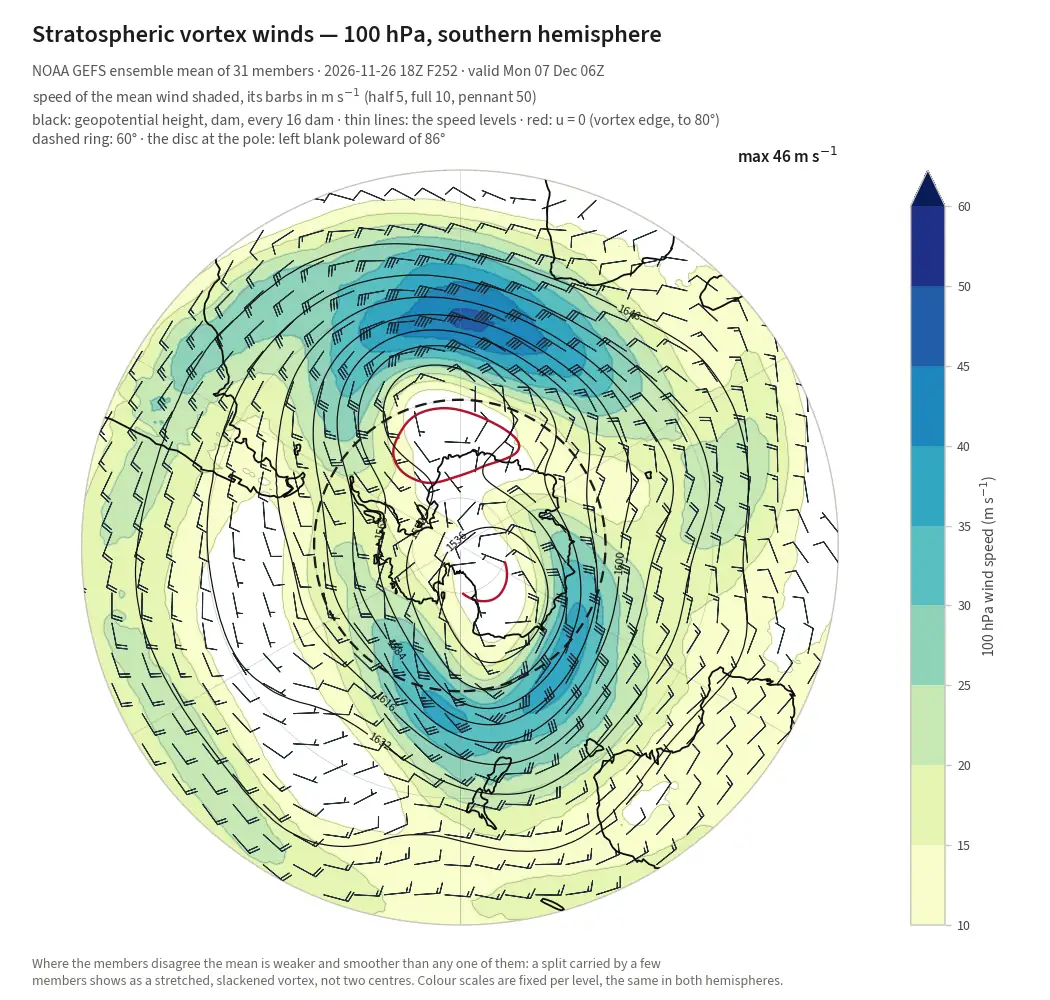 Stratospheric vortex winds — 100 hPa, southern hemisphere
NOAA GEFS ensemble mean of 31 members · 2026-11-26 18Z F252 · valid Mon 07 Dec 06Z
speed of the mean wind shaded, its barbs in m s⁻¹ (half 5, full 10, pennant 50)
black: geopotential height, dam, every 16 dam · thin lines: the speed levels · red: u = 0 (vortex edge, to 80°)
dashed ring: 60° · the disc at the pole: left blank poleward of 86°
max 46 m s⁻¹
1648
1536
1600
1584
1616
1632
60
50
45
40
35
30
25
20
15
10
100 hPa wind speed (m s⁻¹)
Where the members disagree the mean is weaker and smoother than any one of them: a split carried by a few
members shows as a stretched, slackened vortex, not two centres. Colour scales are fixed per level, the same in both hemispheres.